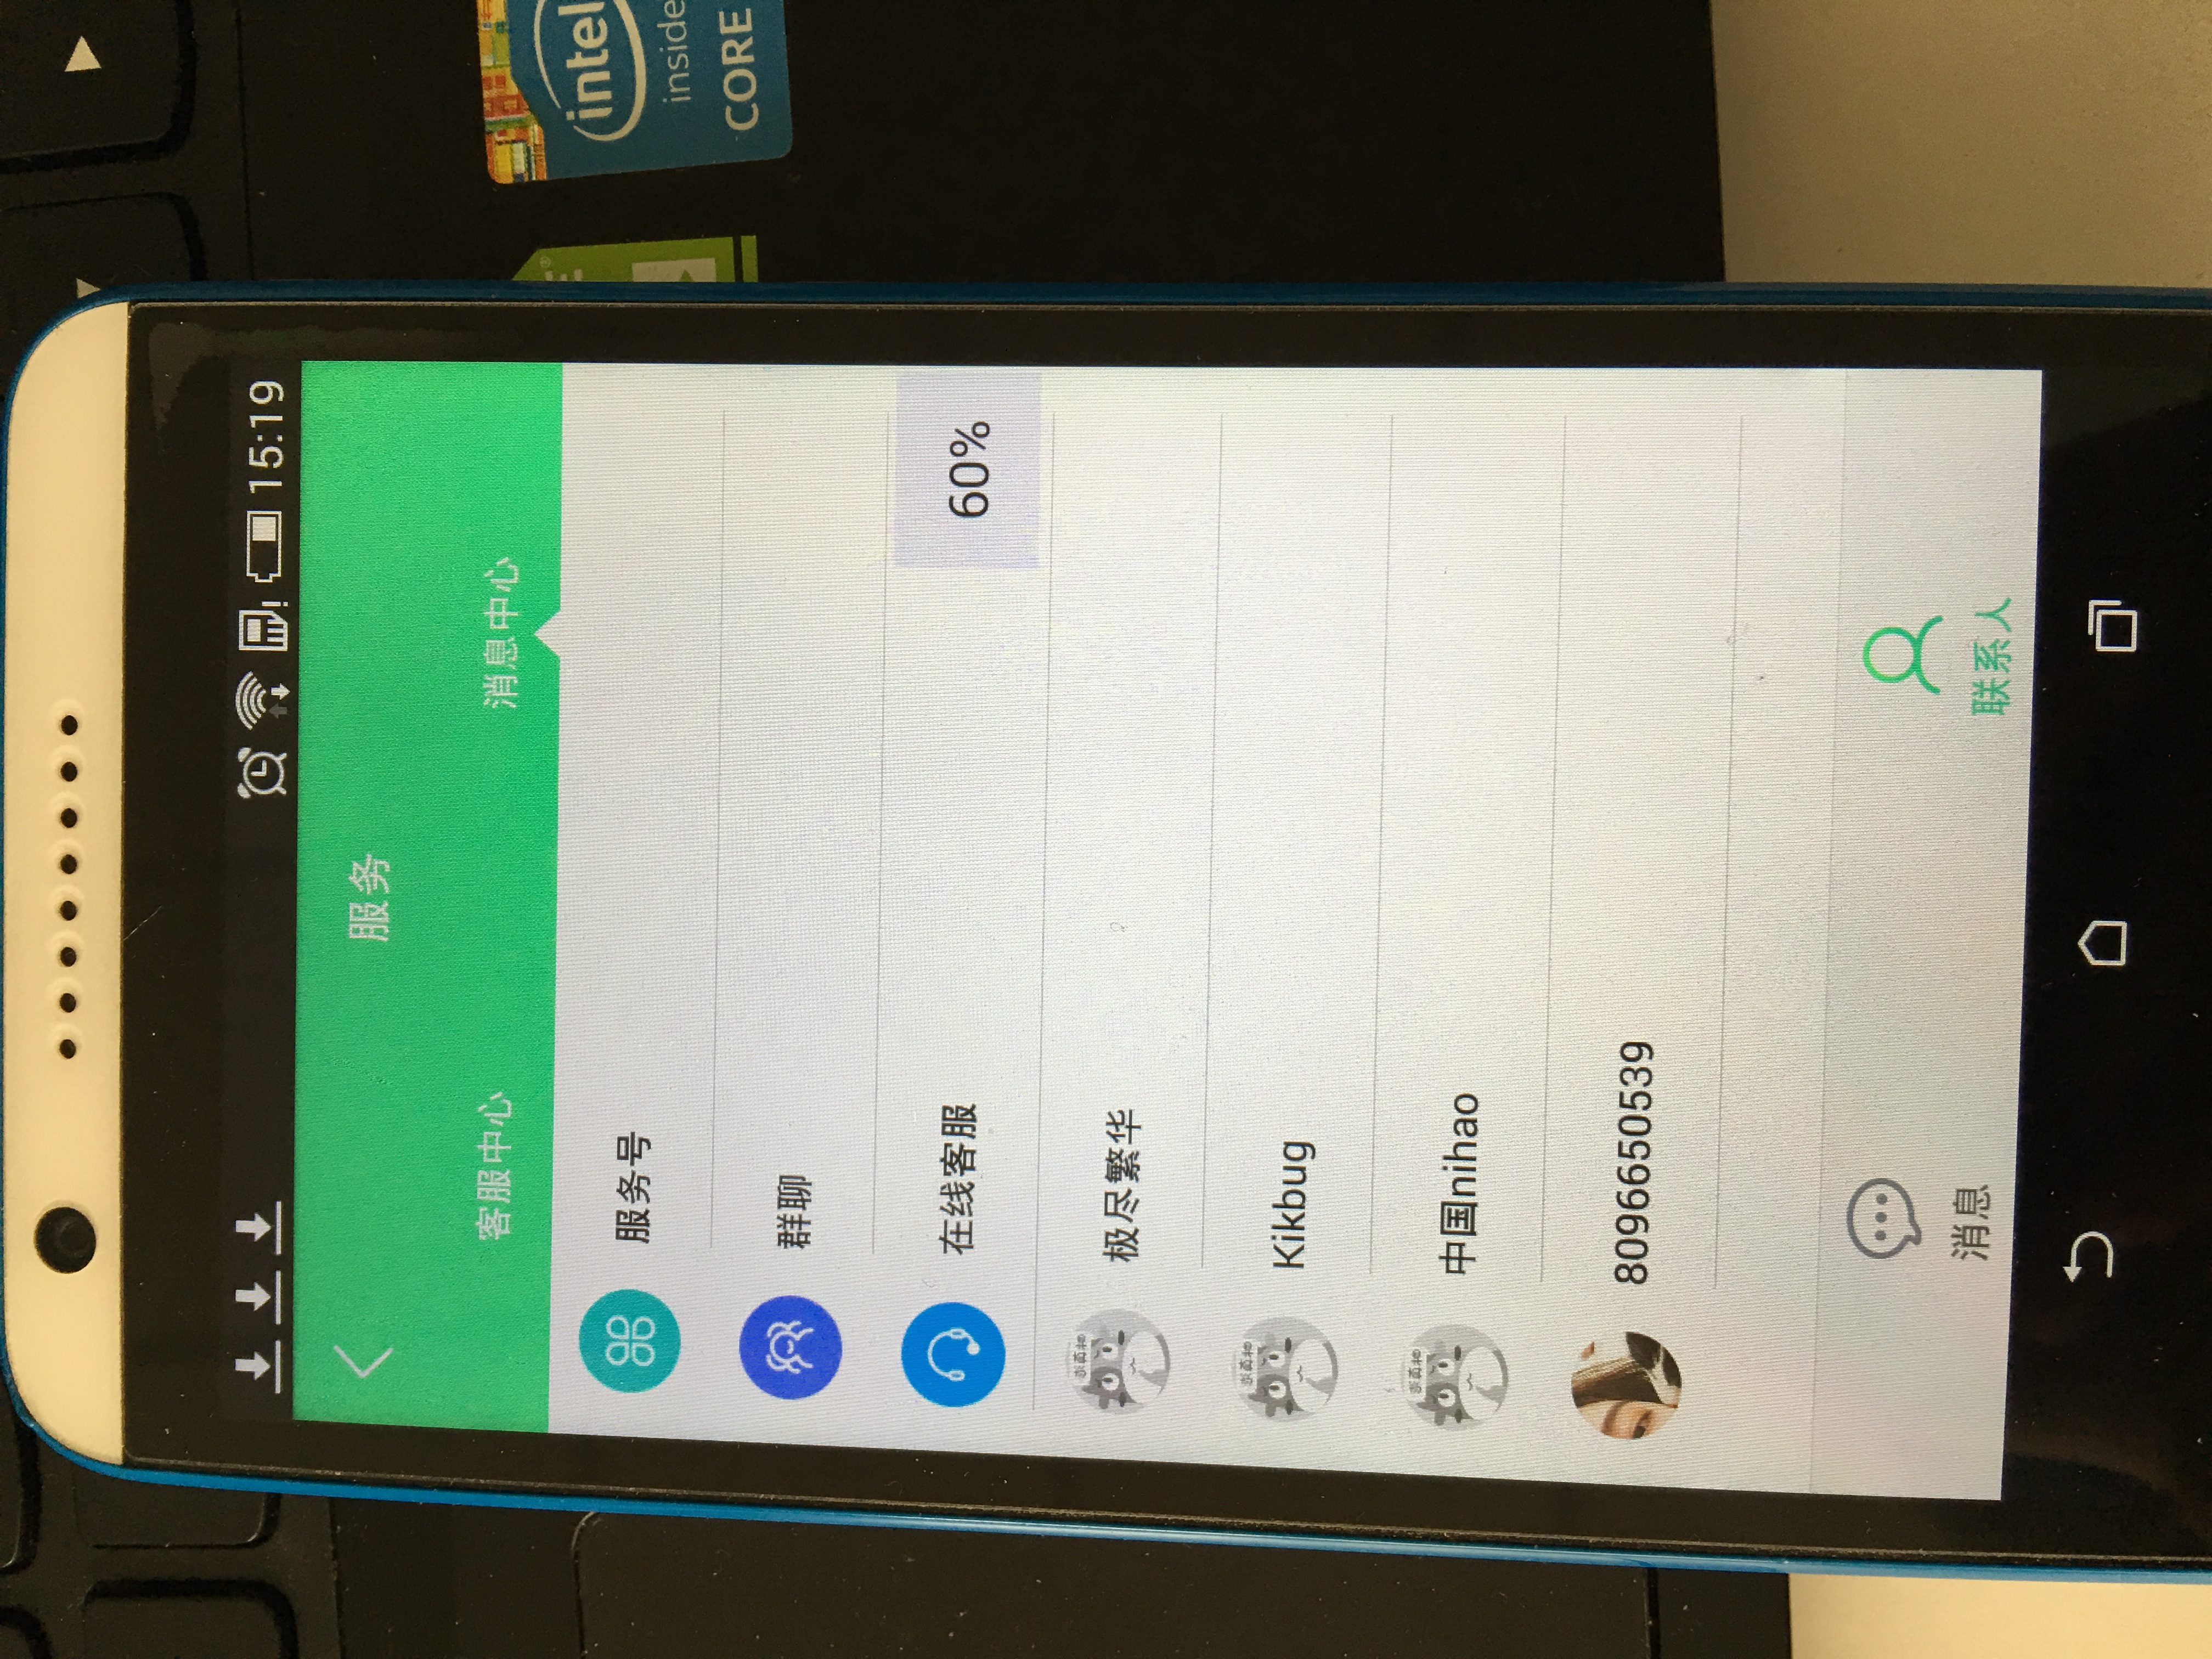 15:19
服务
客服中心
消息中心
服务号
群聊
在线客服
60%
极尽繁华
Kikbug
中国nihao
8096650539
消息
联系人
intel
inside
CORE